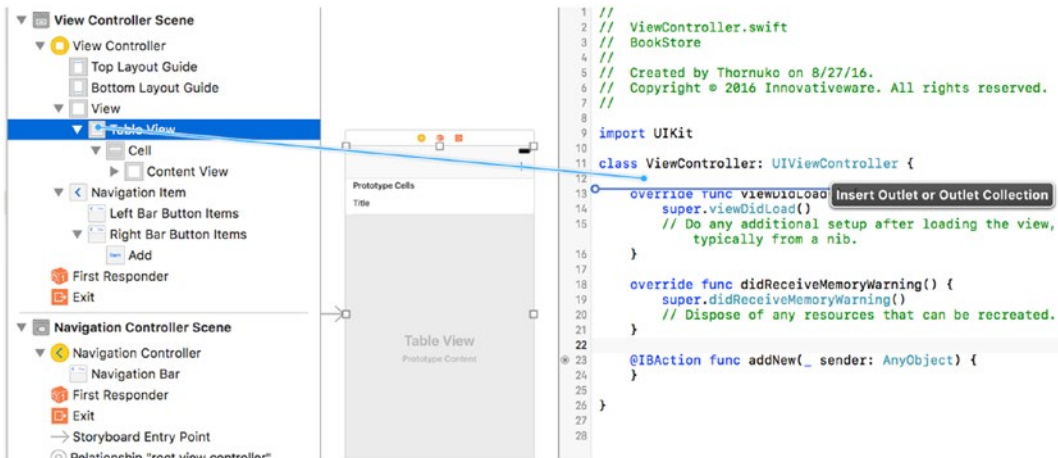 View Controller Scene
View Controller
Top Layout Guide
Bottom Layout Guide
View
Table View
Cell
Content View
Navigation Item
Left Bar Button Items
Right Bar Button Items
Item Add
First Responder
Exit
Navigation Controller Scene
Navigation Controller
Navigation Bar
First Responder
Exit
Storyboard Entry Point
Relationship "root view controller"
Prototype Cells
Title
Table View
Prototype Content
1 //
2 // ViewController.swift
3 // BookStore
4 //
5 // Created by Thornuko on 8/27/16.
6 // Copyright © 2016 Innovativeware. All rights reserved.
7 //
8
9 import UIKit
10
11 class ViewController: UIViewController {
12
13 override func viewDidLoad
Insert Outlet or Outlet Collection
14 super.viewDidLoad()
15 // Do any additional setup after loading the view,
typically from a nib.
16 }
17
18 override func didReceiveMemoryWarning() {
19 super.didReceiveMemoryWarning()
20 // Dispose of any resources that can be recreated.
21 }
22
23 @IBAction func addNew(_ sender: AnyObject) {
24 }
25
26 }
27
28